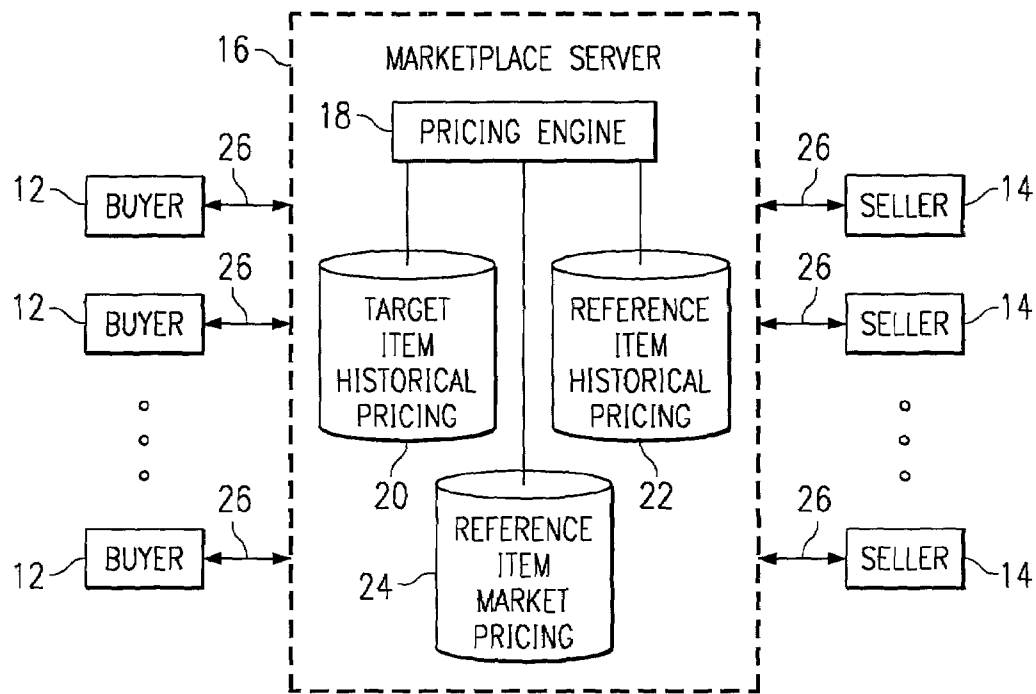 16
MARKETPLACE SERVER
18
PRICING ENGINE
12
BUYER
26
26
SELLER
14
12
BUYER
26
TARGET
ITEM
HISTORICAL
PRICING
20
REFERENCE
ITEM
HISTORICAL
PRICING
22
26
SELLER
14
12
BUYER
26
24
REFERENCE
ITEM
MARKET
PRICING
26
SELLER
14